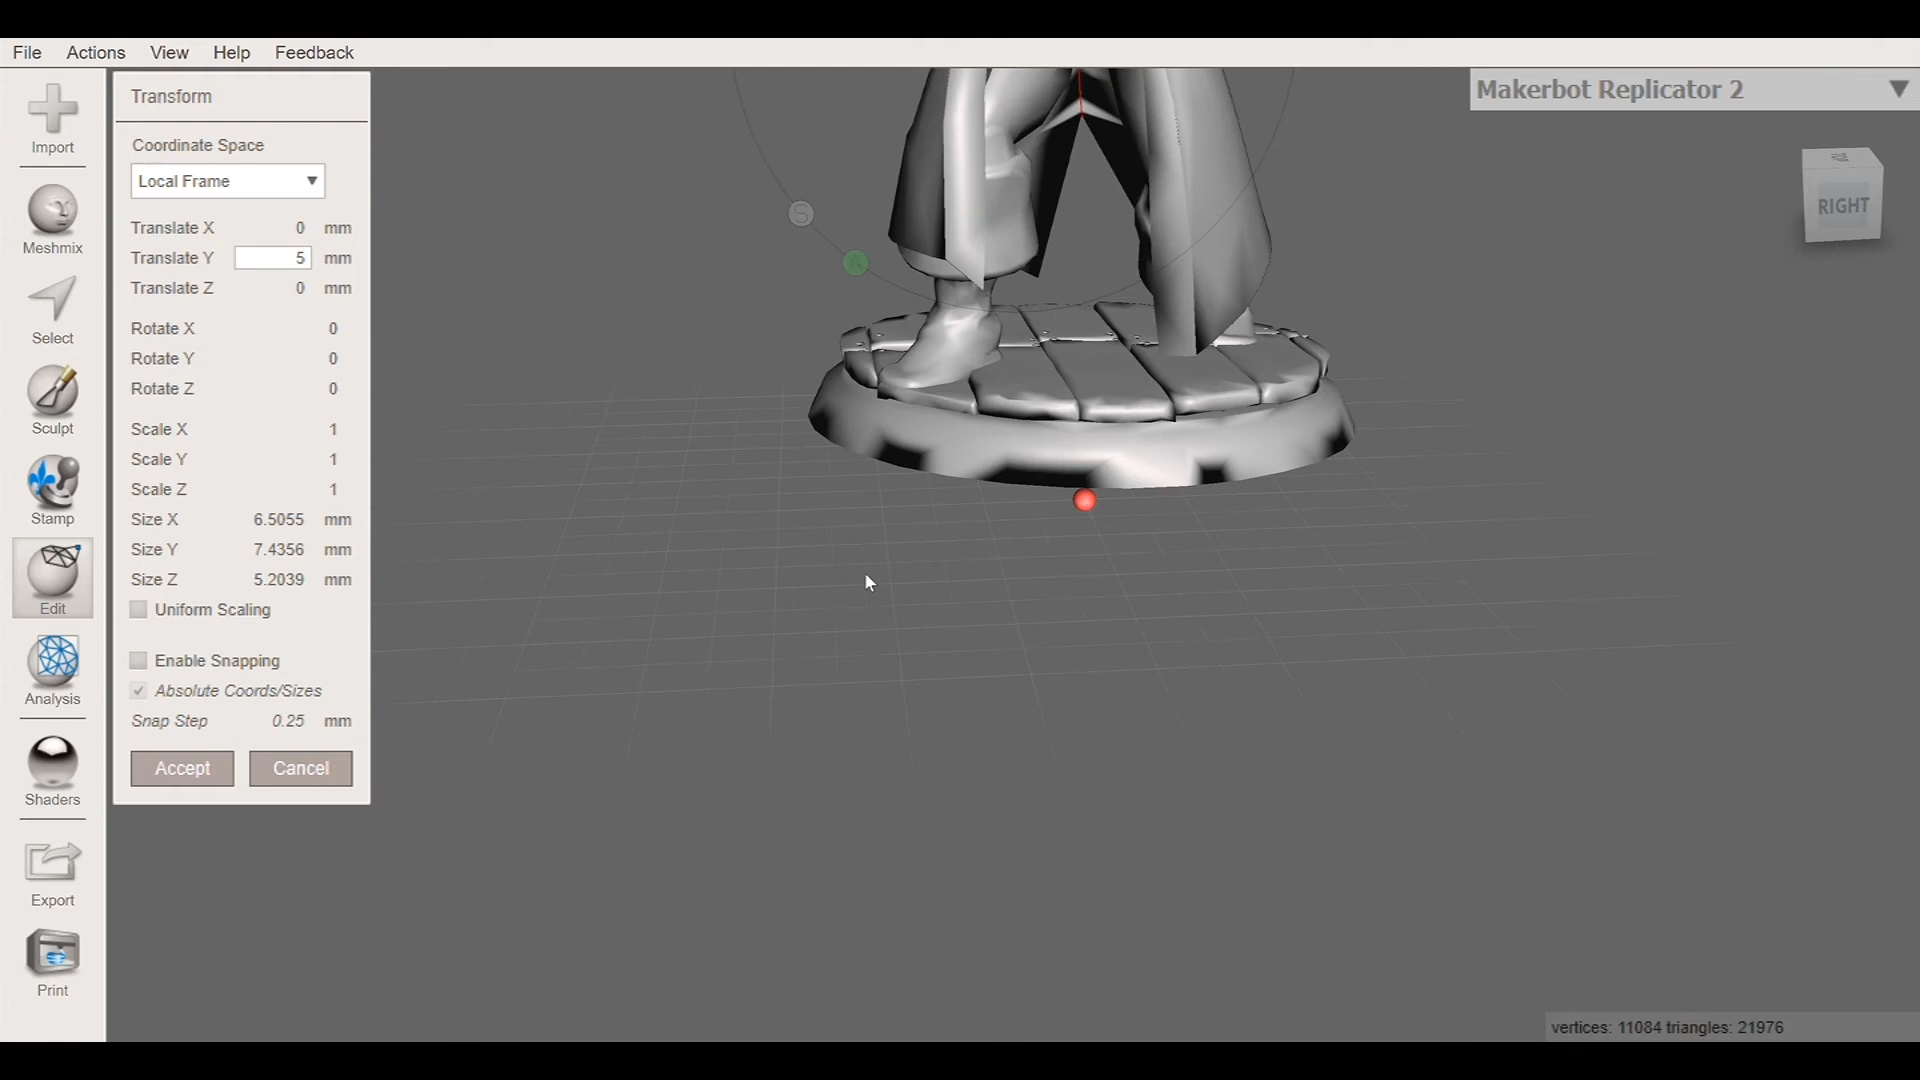 File Actions View Help Feedback
Makerbot Replicator 2
Import
Meshmix
Select
Sculpt
Stamp
Edit
Analysis
Shaders
Export
Print
Transform
Coordinate Space
Local Frame
Translate X 0 mm
Translate Y 5 mm
Translate Z 0 mm
Rotate X 0
Rotate Y 0
Rotate Z 0
Scale X 1
Scale Y 1
Scale Z 1
Size X 6.5055 mm
Size Y 7.4356 mm
Size Z 5.2039 mm
Uniform Scaling
Enable Snapping
Absolute Coords/Sizes
Snap Step 0.25 mm
Accept Cancel
S
RIGHT
vertices: 11084 triangles: 21976